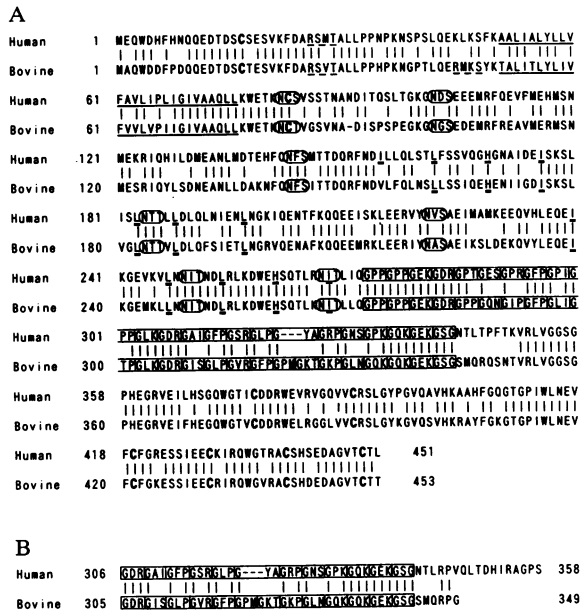 A
Human 1 MEQWDHFHNQQEDTDSCSESVKFDARSMTALLPPNPKNSPSLQEKLKSFKAALIALYLLV
Bovine 1 MAQWDDFPDQQEDTDSCTESVKFDARSVTALLPPHPKNGPTLQERMKSYKTALITLYLIV
Human 61 FAVLIPLIGIVAAQLLKWETKNCSVSSTNANDITQSLTGKGNDSEEEMRFQEVFMEHMSN
Bovine 61 FVVLVPIIGIVAAQLLKWETKNCTVGSVNA-DISPSPEGKGNGSEDEMRFREAVMERMSN
Human 121 MEKRIQHILDMEANLMDTEHFQNFSMTTDQRFNDILLQLSTLFSSVQGHGNAIDEISKSL
Bovine 120 MESRIQYLSDNEANLLDAKNFQNFSITTDQRFNDVLFQLNSLLSSIQEHENIIGDISKSL
Human 181 ISLNTTLLDLQLNIENLNGKIQENTFKQQEEISKLEERVYNVSAEIMAMKEEQVHLEQEI
Bovine 180 VGLNTTVLDLQFSIETLNGRVQENAFKQQEEMRKLEERIYNASAEIKSLDEKQVYLEQEI
Human 241 KGEVKVLNNITNDLRLKDWEHSQTLRNITLIQGPPGPPGEKGDRGPTGESGPRGFPGPIG
Bovine 240 KGEMKLLNNITNDLRLKDWEHSQTLKNITLLQGPPGPPGEKGDRGPPGQNGIPGFPGLIG
Human 301 PPGLKGDRGAIGFPGSRGLPG---YAGRPGNSGPKGQKGEKGSGNTLTPFTKVRLVGGSG
Bovine 300 TPGLKGDRGISGLPGVRGFPGPMGKTGKPGLNGQKGQKGEKGSGSMQRQSNTVRLVGGSG
Human 358 PHEGRVEILHSGQWGTICDDRWEVRVGQVVCRSLGYPGVQAVHKAAHFGQGTGPIWLNEV
Bovine 360 PHEGRVEIFHEGQWGTVCDDRWELRGGLVVCRSLGYKGVQSVHKRAYFGKGTGPIWLNEV
Human 418 FCFGRESSIEECKIRQWGTRACSHSEDAGVTCTL 451
Bovine 420 FCFGKESSIEECRIRQWGVRACSHDEDAGVTCTT 453
B
Human 306 GDRGAIGFPGSRGLPG---YAGRPGNSGPKGQKGEKGSGNTLRPVQLTDHIRAGPS 358
Bovine 305 GDRGISGLPGVRGFPGPMGKTGKPGLNGQKGQKGEKGSGSMQRPG 349